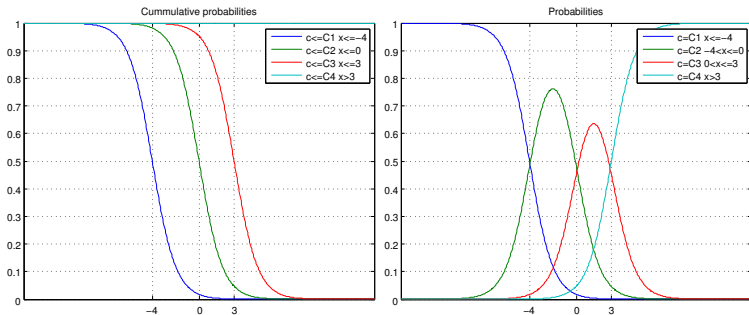 Cummulative probabilities
1
0.9
0.8
0.7
0.6
0.5
0.4
0.3
0.2
0.1
0
−4
0
3
c<=C1 x<=−4
c<=C2 x<=0
c<=C3 x<=3
c<=C4 x>3
Probabilities
1
0.9
0.8
0.7
0.6
0.5
0.4
0.3
0.2
0.1
0
−4
0
3
c=C1 x<=−4
c=C2 −4<x<=0
c=C3 0<x<=3
c=C4 x>3